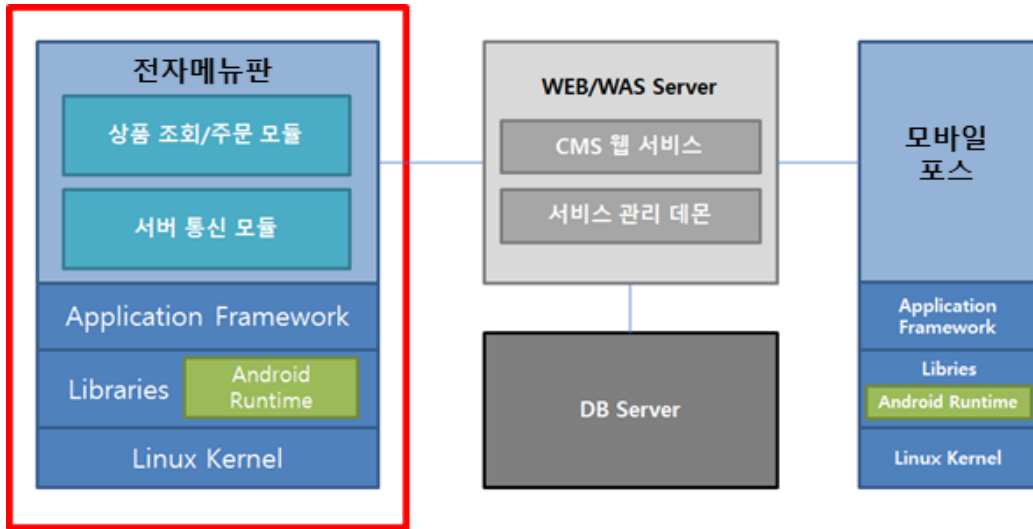 전자메뉴판
상품 조회/주문 모듈
서버 통신 모듈
Application Framework
Libraries
Android
Runtime
Linux Kernel
WEB/WAS Server
CMS 웹 서비스
서비스 관리 데몬
DB Server
모바일
포스
Application
Framework
Libries
Android Runtime
Linux Kernel